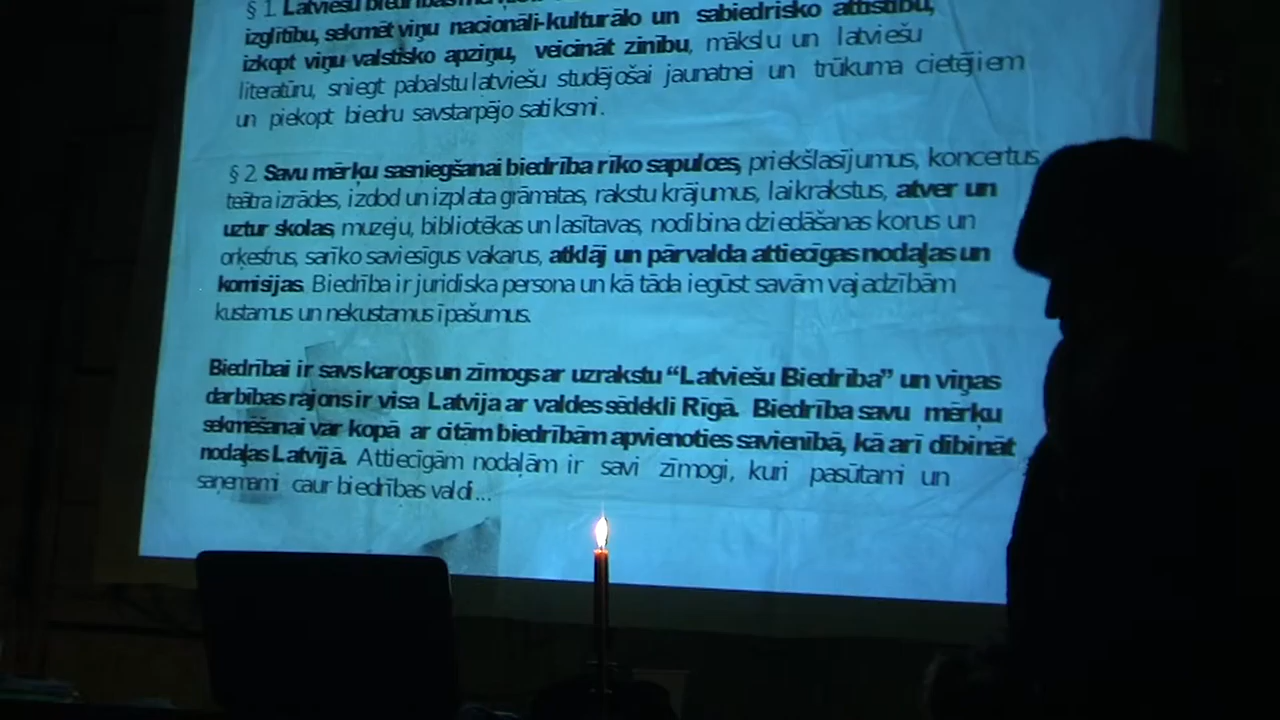 § 1. Latviešu biedrības
izglītību, sekmēt viņu nacionāli-kulturālo un sabiedrisko attīstību,
izkopt viņu valstisko apziņu, veicināt zinību, mākslu un latviešu
literatūru, sniegt pabalstu latviešu studējošai jaunatnei un trūkuma cietējiem
un piekopt biedru savstarpējo satiksmi.
§ 2. Savu mērķu sasniegšanai biedrība rīko sapulces, priekšlasījumus, koncertus,
teātra izrādes, izdod un izplata grāmatas, rakstu krājumus, laikrakstus, atver un
uztur skolas, muzeju, bibliotēkas un lasītavas, nodibina dziedāšanas korus un
orķestrus, sarīko saviesīgus vakarus, atklāj un pārvalda attiecīgas nodaļas un
komisijas. Biedrība ir juridiska persona un kā tāda iegūst savām vajadzībām
kustamus un nekustamus īpašumus.
Biedrībai ir savs karogs un zīmogs ar uzrakstu “Latviešu Biedrība” un viņas
darbības rajons ir visa Latvija ar valdes sēdekli Rīgā. Biedrība savu mērķu
sekmēšanai var kopā ar citām biedrībām apvienoties savienībā, kā arī dibināt
nodaļas Latvijā. Attiecīgām nodaļām ir savi zīmogi, kuri pasūtami un
saņemami caur biedrības valdi...